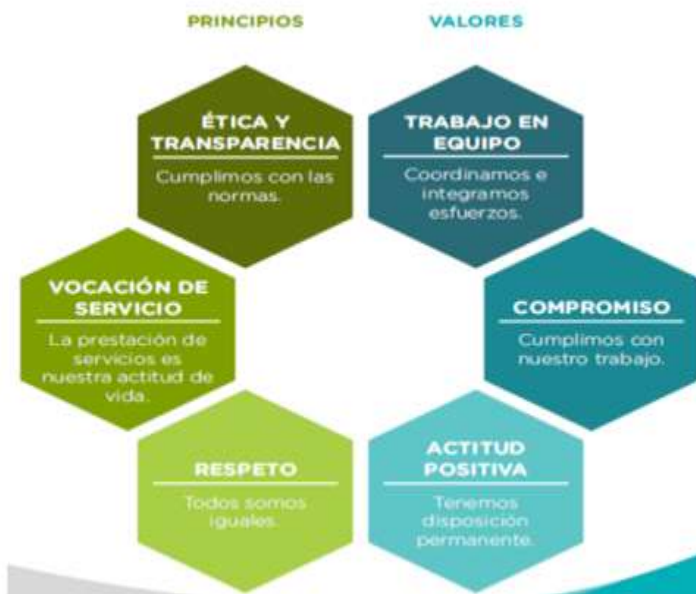 PRINCIPIOS
VALORES
ÉTICA Y
TRANSPARENCIA
Cumplimos con las
normas.
TRABAJO EN
EQUIPO
Coordinamos e
integramos
esfuerzos.
VOCACIÓN DE
SERVICIO
La prestación de
servicios es
nuestra actitud de
vida.
COMPROMISO
Cumplimos con
nuestro trabajo.
RESPETO
Todos somos
iguales.
ACTITUD
POSITIVA
Tenemos
disposición
permanente.